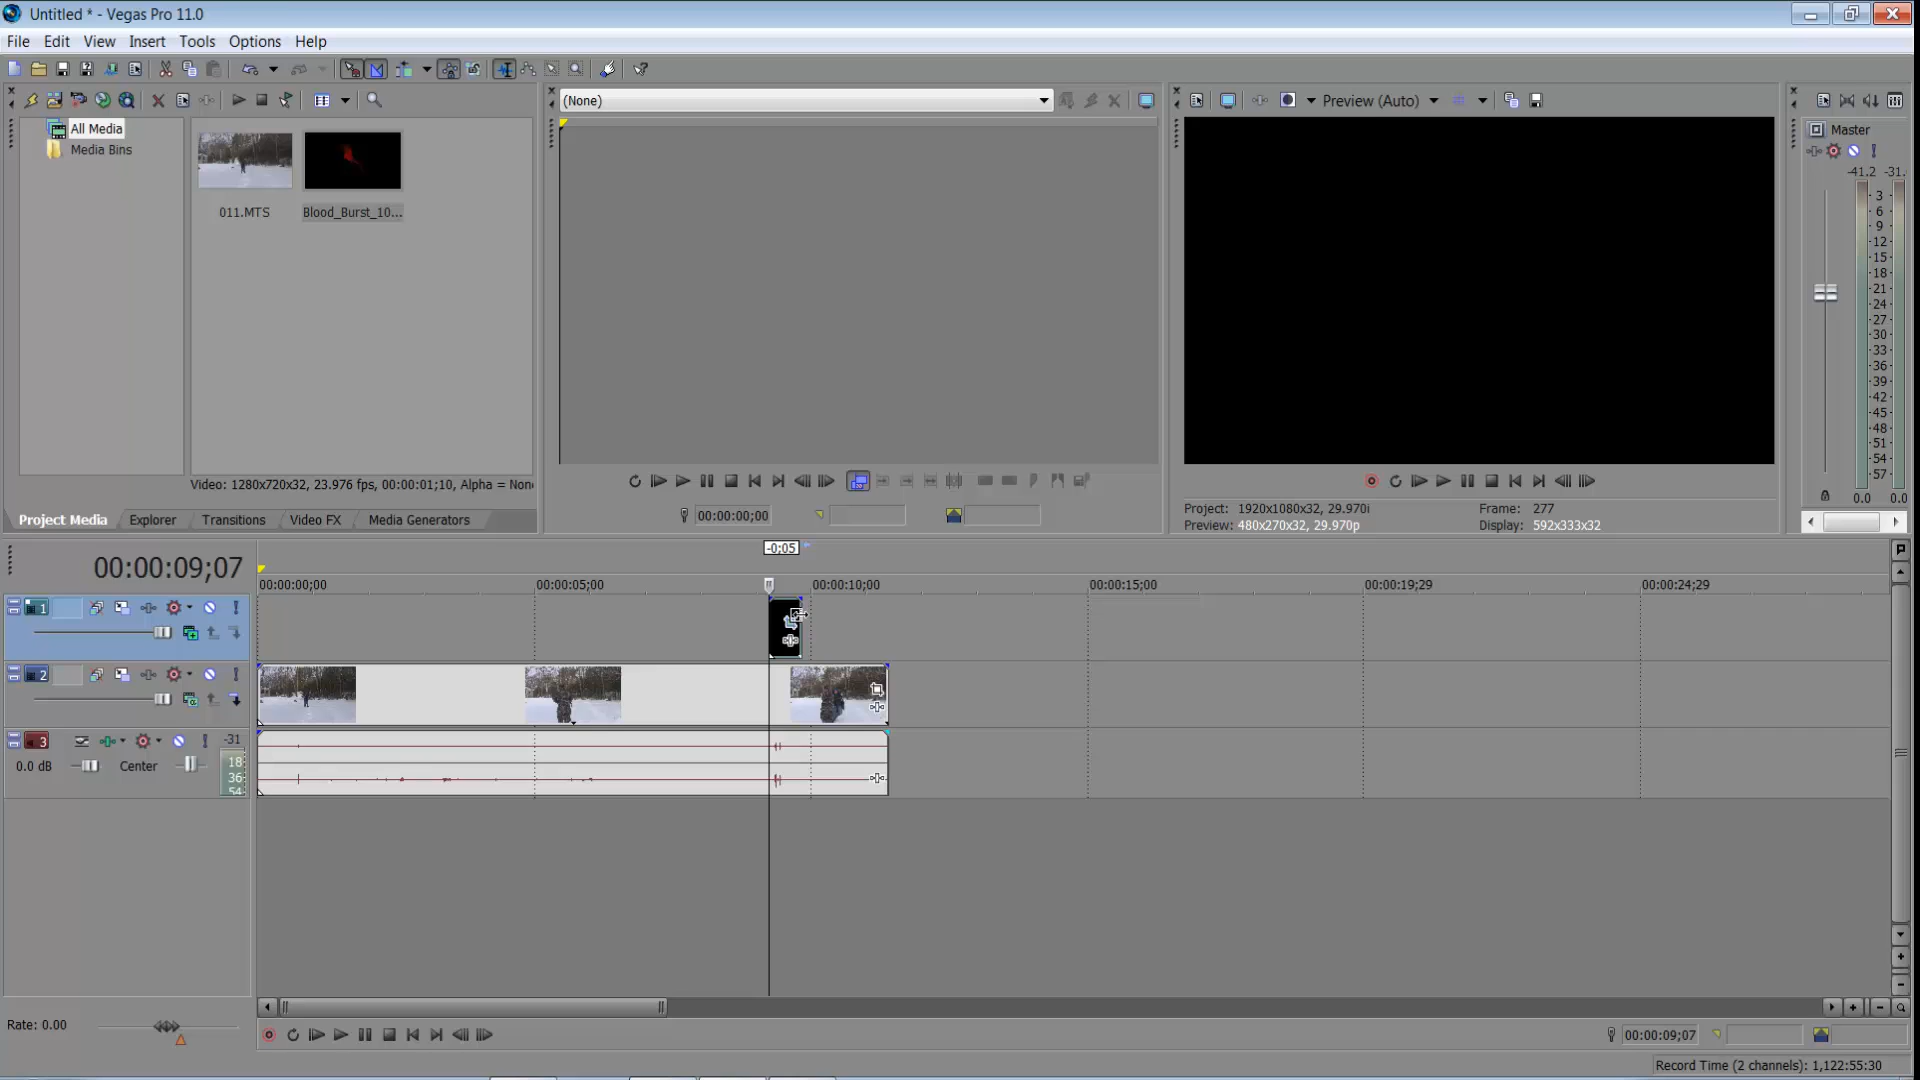 Untitled * - Vegas Pro 11.0
File Edit View Insert Tools Options Help
(None)
Preview (Auto)
All Media
Media Bins
Master
-41.2 -31.
3
6
9
12
15
18
21
24
27
30
33
36
39
42
45
48
51
54
57
0.0 0.0
011.MTS
Blood_Burst_10...
Video: 1280x720x32, 23.976 fps, 00:00:01;10, Alpha = None
Project Media Explorer Transitions Video FX Media Generators
00:00:00;00
Project: 1920x1080x32, 29.970i Frame: 277
Preview: 480x270x32, 29.970p Display: 592x333x32
-0;05
00:00:09;07
00:00:00;00 00:00:05;00 00:00:10;00 00:00:15;00 00:00:19;29 00:00:24;29
1
2
3
-31
0.0 dB Center
18
36
54
Rate: 0.00
00:00:09;07
Record Time (2 channels): 1,122:55:30